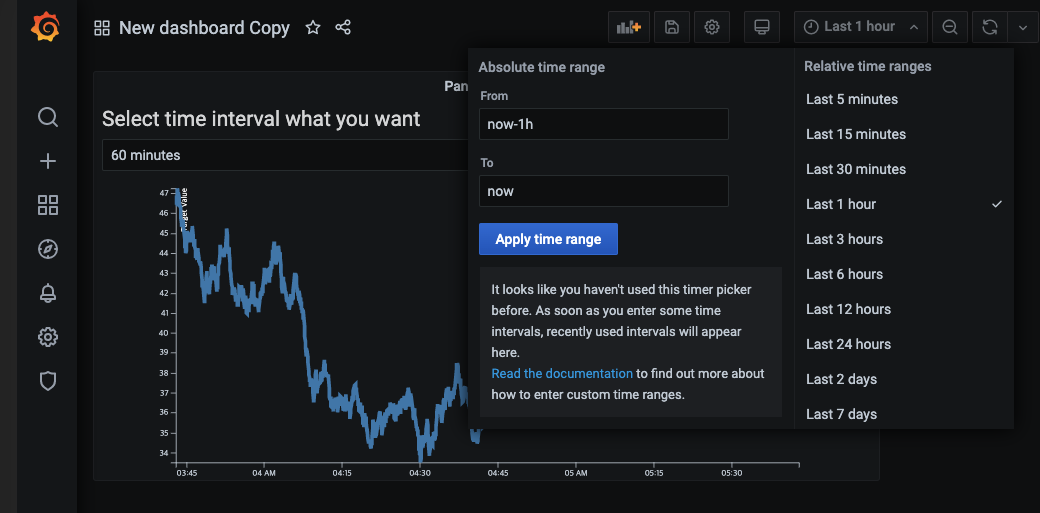 New dashboard Copy
Last 1 hour
Pan
Select time interval what you want
60 minutes
Absolute time range
From
now-1h
To
now
Apply time range
It looks like you haven't used this timer picker
before. As soon as you enter some time
intervals, recently used intervals will appear
here.
Read the documentation to find out more about
how to enter custom time ranges.
Relative time ranges
Last 5 minutes
Last 15 minutes
Last 30 minutes
Last 1 hour
Last 3 hours
Last 6 hours
Last 12 hours
Last 24 hours
Last 2 days
Last 7 days
Value
47
46
45
44
43
42
41
40
39
38
37
36
35
34
03:45
04 AM
04:15
04:30
04:45
05 AM
05:15
05:30